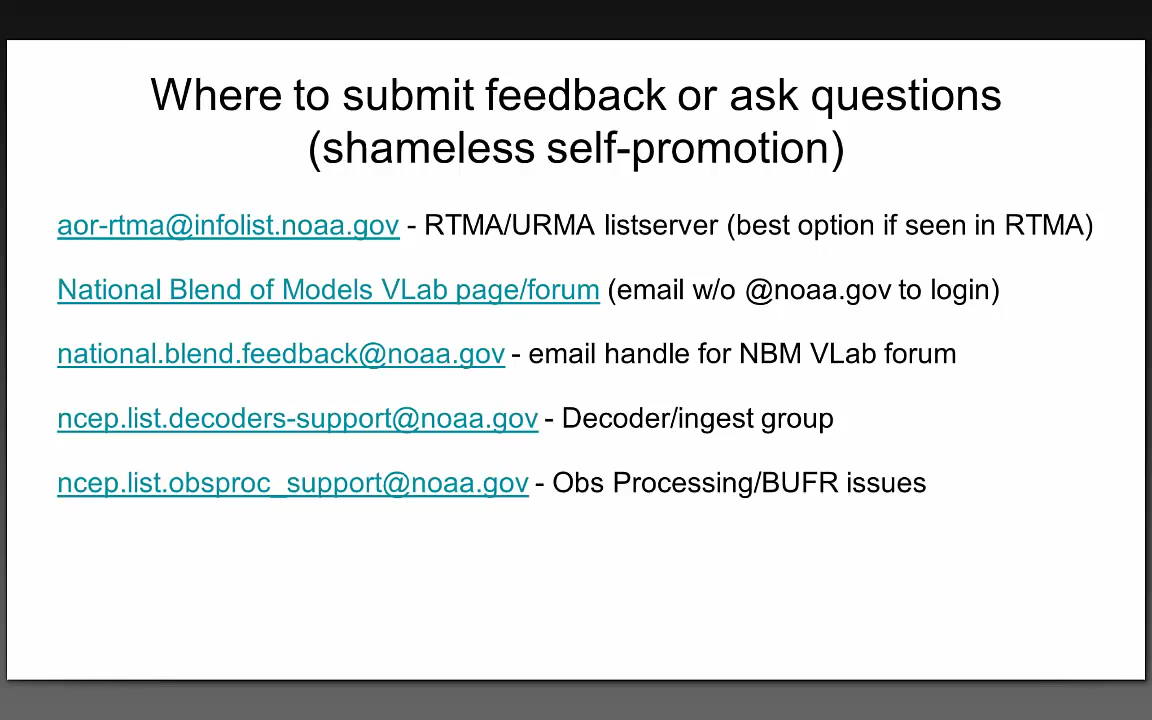 Where to submit feedback or ask questions
(shameless self-promotion)
aor-rtma@infolist.noaa.gov - RTMA/URMA listserver (best option if seen in RTMA)
National Blend of Models VLab page/forum (email w/o @noaa.gov to login)
national.blend.feedback@noaa.gov - email handle for NBM VLab forum
ncep.list.decoders-support@noaa.gov - Decoder/ingest group
ncep.list.obsproc_support@noaa.gov - Obs Processing/BUFR issues